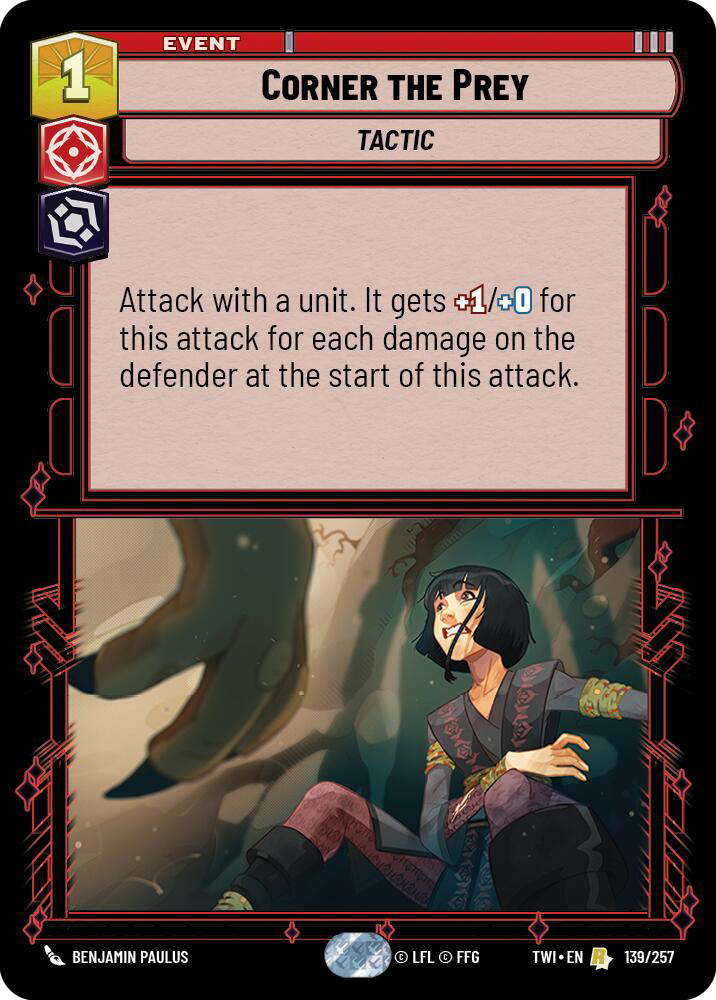 EVENT
1
CORNER THE PREY
TACTIC
Attack with a unit. It gets +1/+0 for
this attack for each damage on the
defender at the start of this attack.
BENJAMIN PAULUS
© LFL © FFG
TWI • EN R 139/257